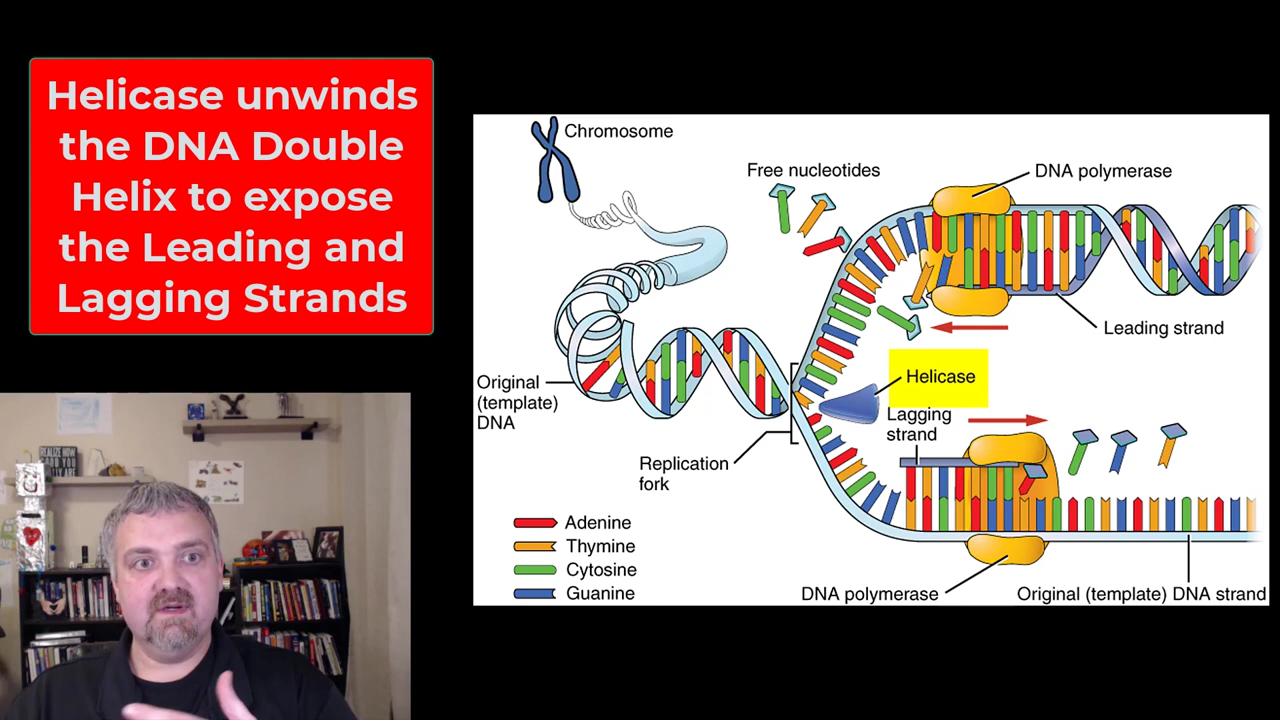 Helicase unwinds
the DNA Double
Helix to expose
the Leading and
Lagging Strands
Chromosome
Free nucleotides
DNA polymerase
Leading strand
Helicase
Original
(template)
DNA
Lagging
strand
Replication
fork
Adenine
Thymine
Cytosine
Guanine
DNA polymerase
Original (template) DNA strand